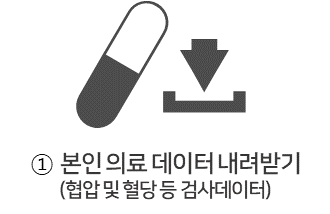 ① 본인 의료 데이터 내려받기
(협압 및 혈당 등 검사데이터)